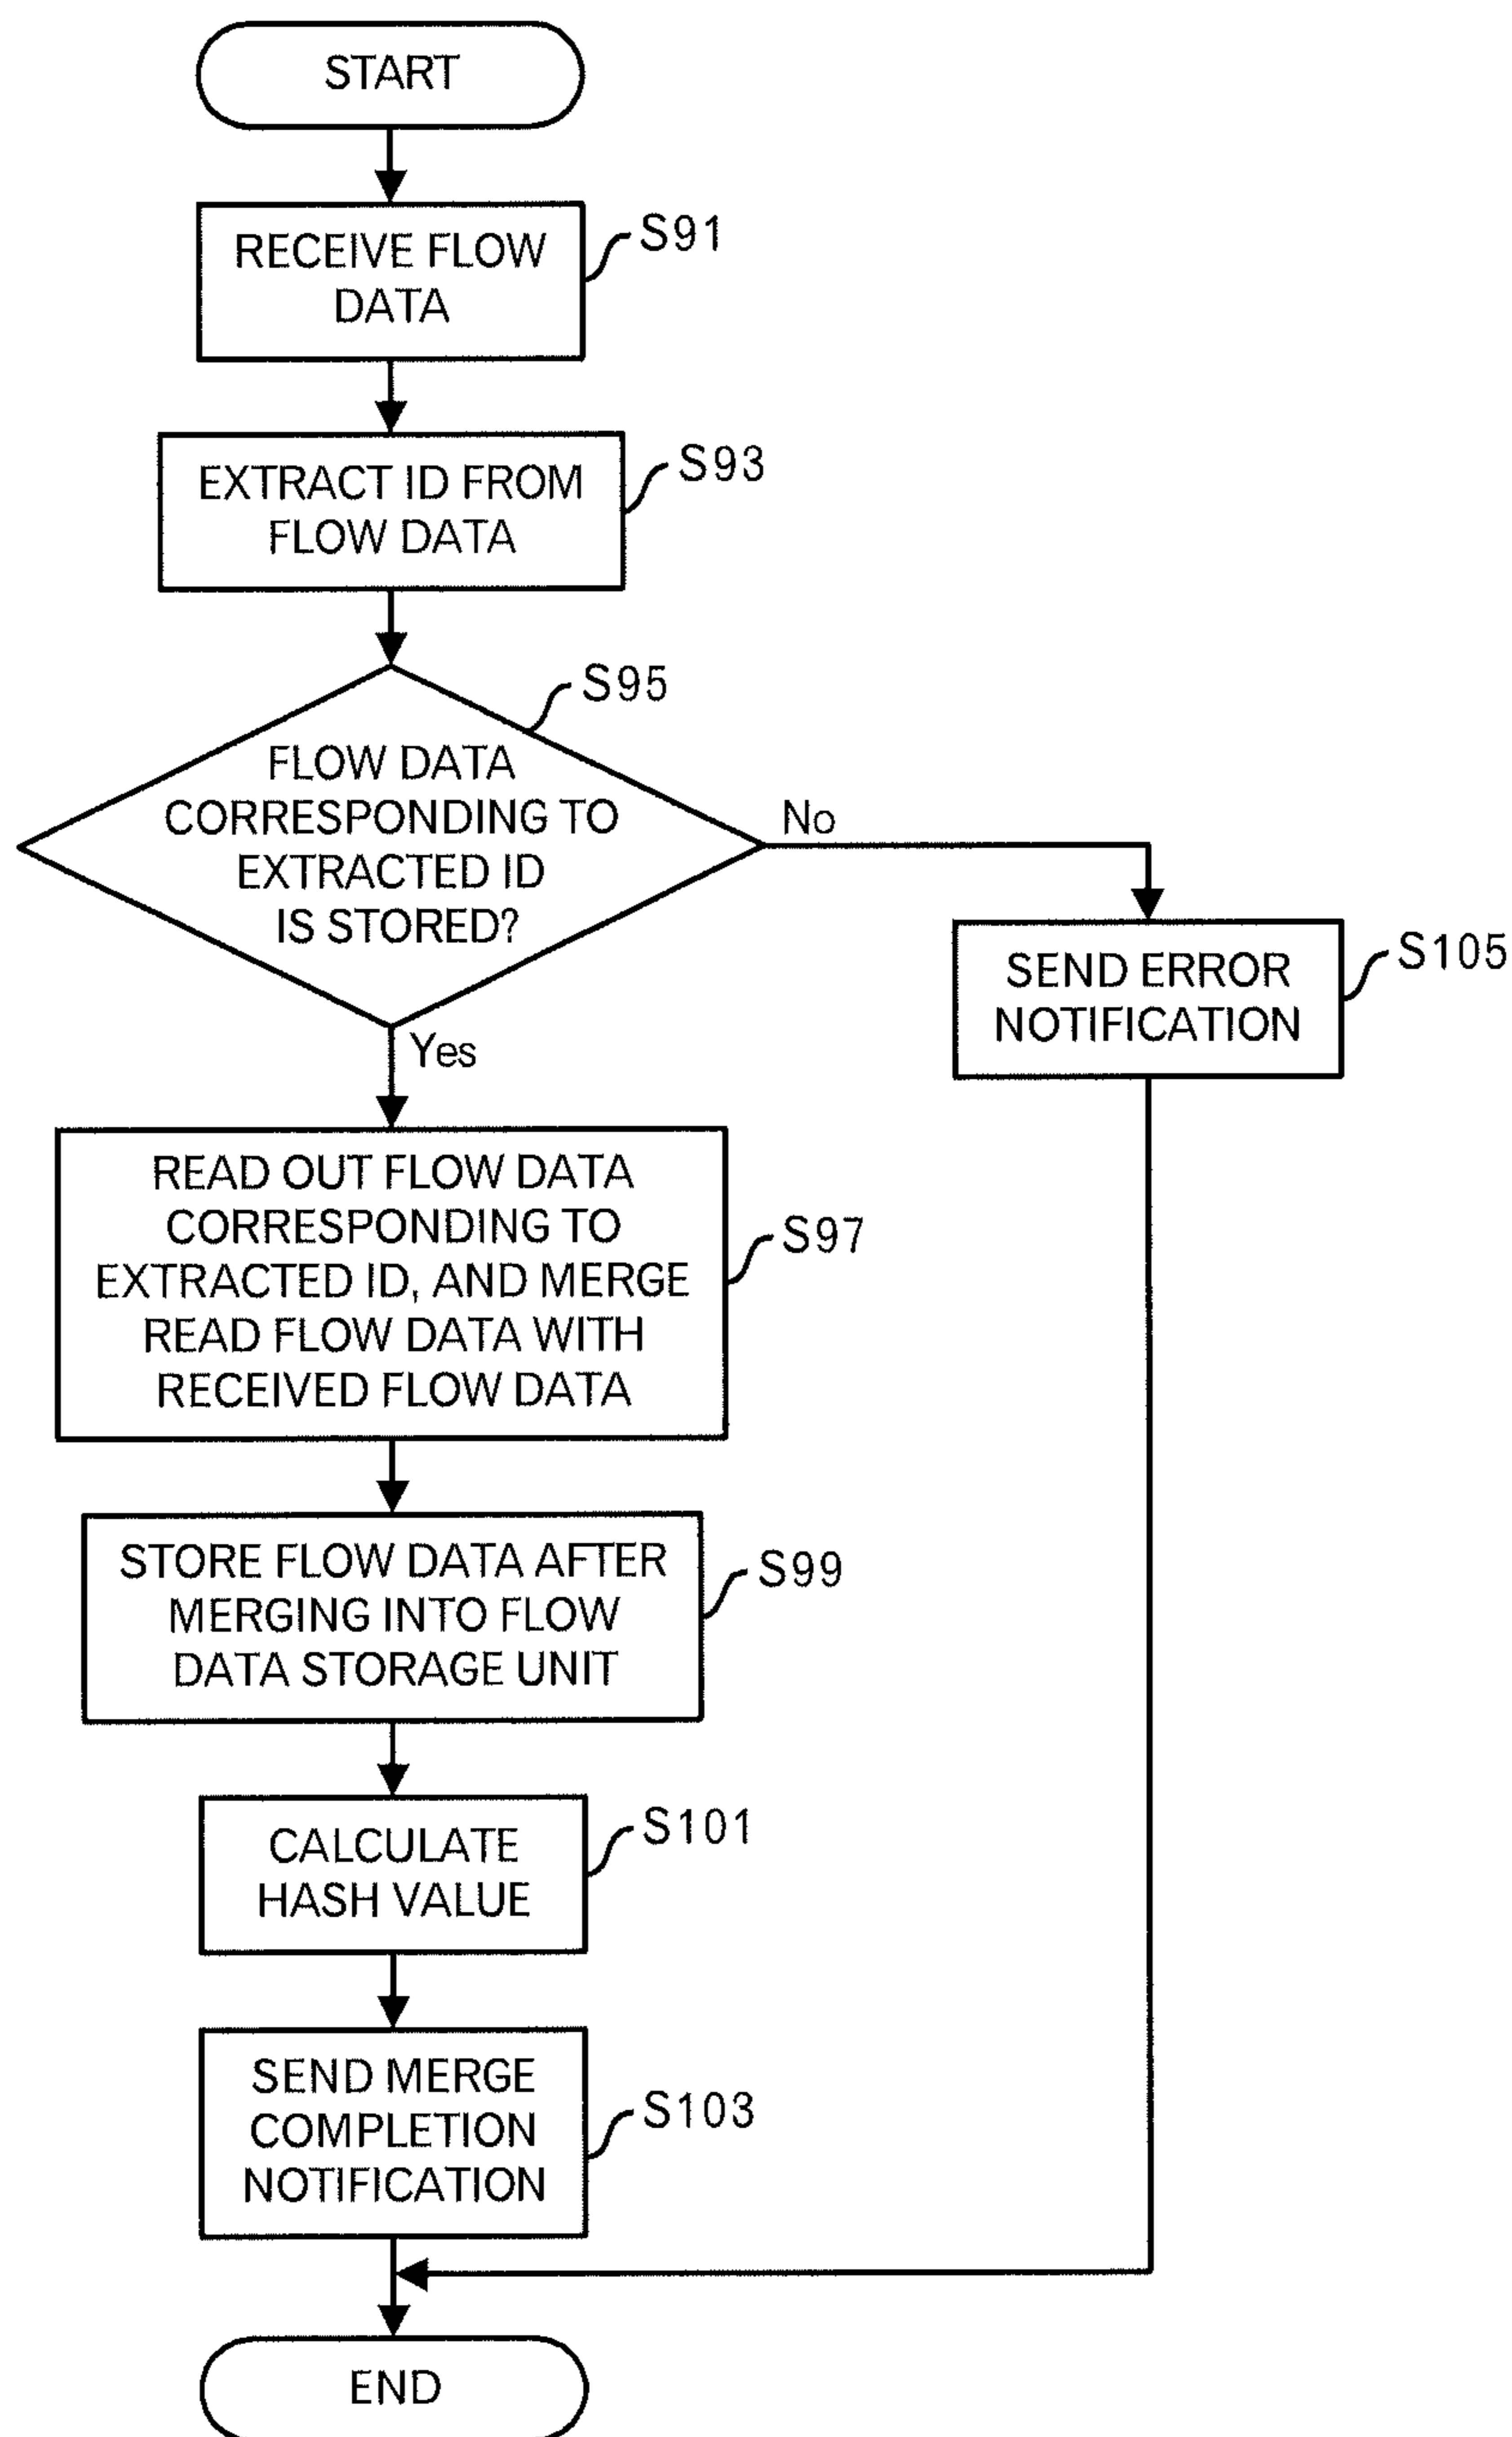 START
RECEIVE FLOW
DATA
S91
EXTRACT ID FROM
FLOW DATA
S93
S95
FLOW DATA
CORRESPONDING TO
EXTRACTED ID
IS STORED?
No
Yes
SEND ERROR
NOTIFICATION
S105
READ OUT FLOW DATA
CORRESPONDING TO
EXTRACTED ID, AND MERGE
READ FLOW DATA WITH
RECEIVED FLOW DATA
S97
STORE FLOW DATA AFTER
MERGING INTO FLOW
DATA STORAGE UNIT
S99
CALCULATE
HASH VALUE
S101
SEND MERGE
COMPLETION
NOTIFICATION
S103
END